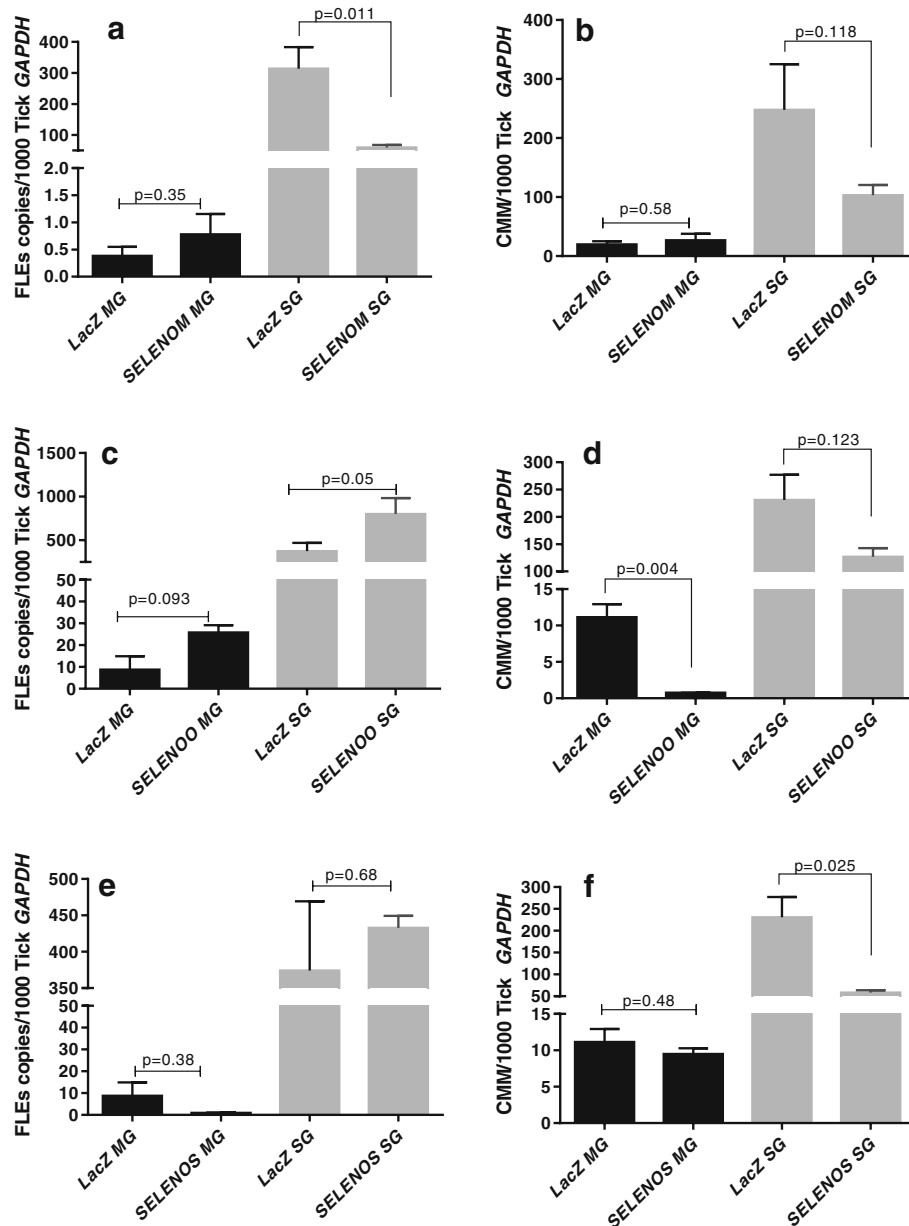 a
p=0.011
FLEs copies/1000 Tick GAPDH
400
300
200
100
50
2.0
1.5
1.0
0.5
0.0
p=0.35
LacZ MG
SELENOM MG
LacZ SG
SELENOM SG
b
p=0.118
CMM/1000 Tick GAPDH
400
300
200
100
0
p=0.58
LacZ MG
SELENOM MG
LacZ SG
SELENOM SG
c
p=0.05
FLEs copies/1000 Tick GAPDH
1500
1000
500
50
40
30
20
10
0
p=0.093
LacZ MG
SELENOO MG
LacZ SG
SELENOO SG
d
p=0.123
CMM/1000 Tick GAPDH
300
250
200
150
100
15
10
5
0
p=0.004
LacZ MG
SELENOO MG
LacZ SG
SELENOO SG
e
p=0.68
FLEs copies/1000 Tick GAPDH
500
450
400
350
50
40
30
20
10
0
p=0.38
LacZ MG
SELENOS MG
LacZ SG
SELENOS SG
f
p=0.025
CMM/1000 Tick GAPDH
300
250
200
150
100
50
15
10
5
0
p=0.48
LacZ MG
SELENOS MG
LacZ SG
SELENOS SG